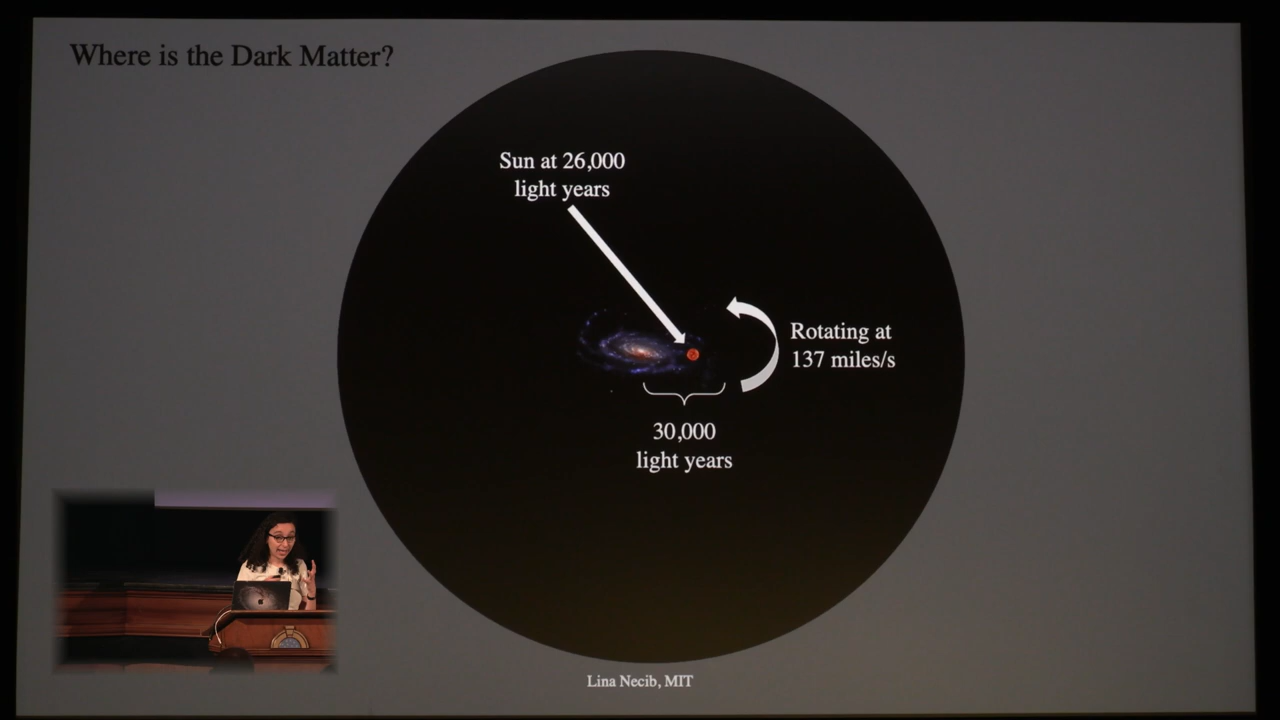 Where is the Dark Matter?
Sun at 26,000
light years
Rotating at
137 miles/s
30,000
light years
Lina Necib, MIT